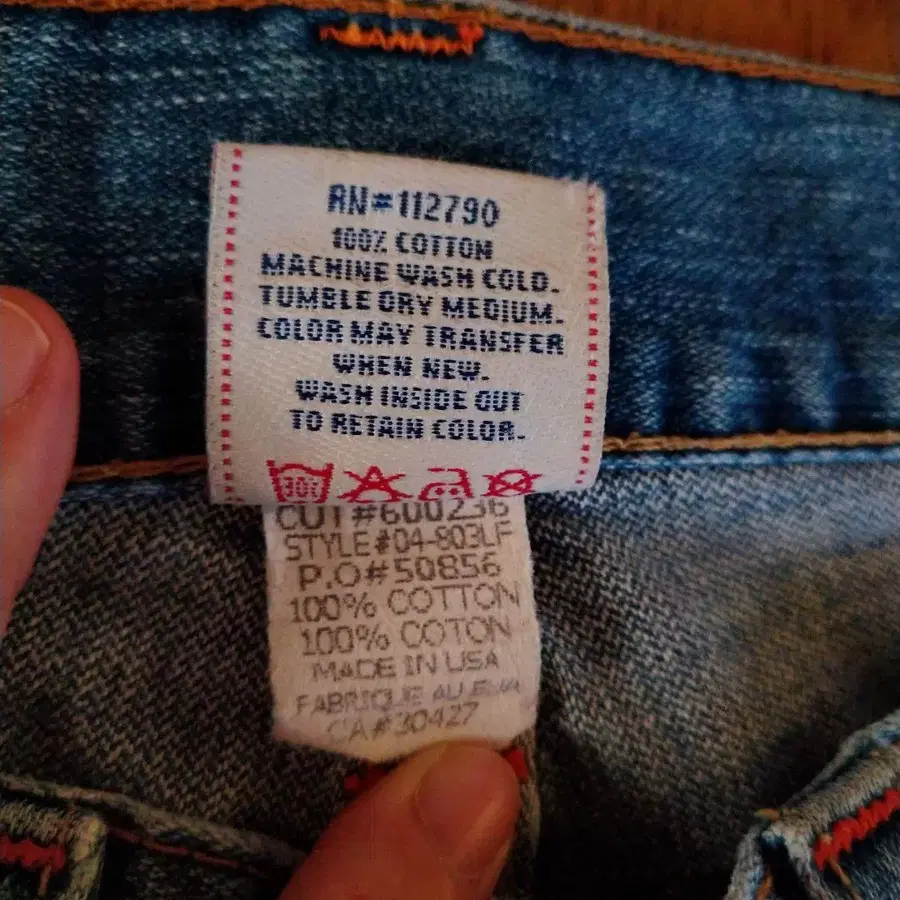 RN#112790
100% COTTON
MACHINE WASH COLD.
TUMBLE DRY MEDIUM.
COLOR MAY TRANSFER
WHEN NEW.
WASH INSIDE OUT
TO RETAIN COLOR.
30
CUT#600236
STYLE#04-803LF
P.O#50856
100% COTTON
100% COTON
MADE IN USA
FABRIQUE AU
CA#30427